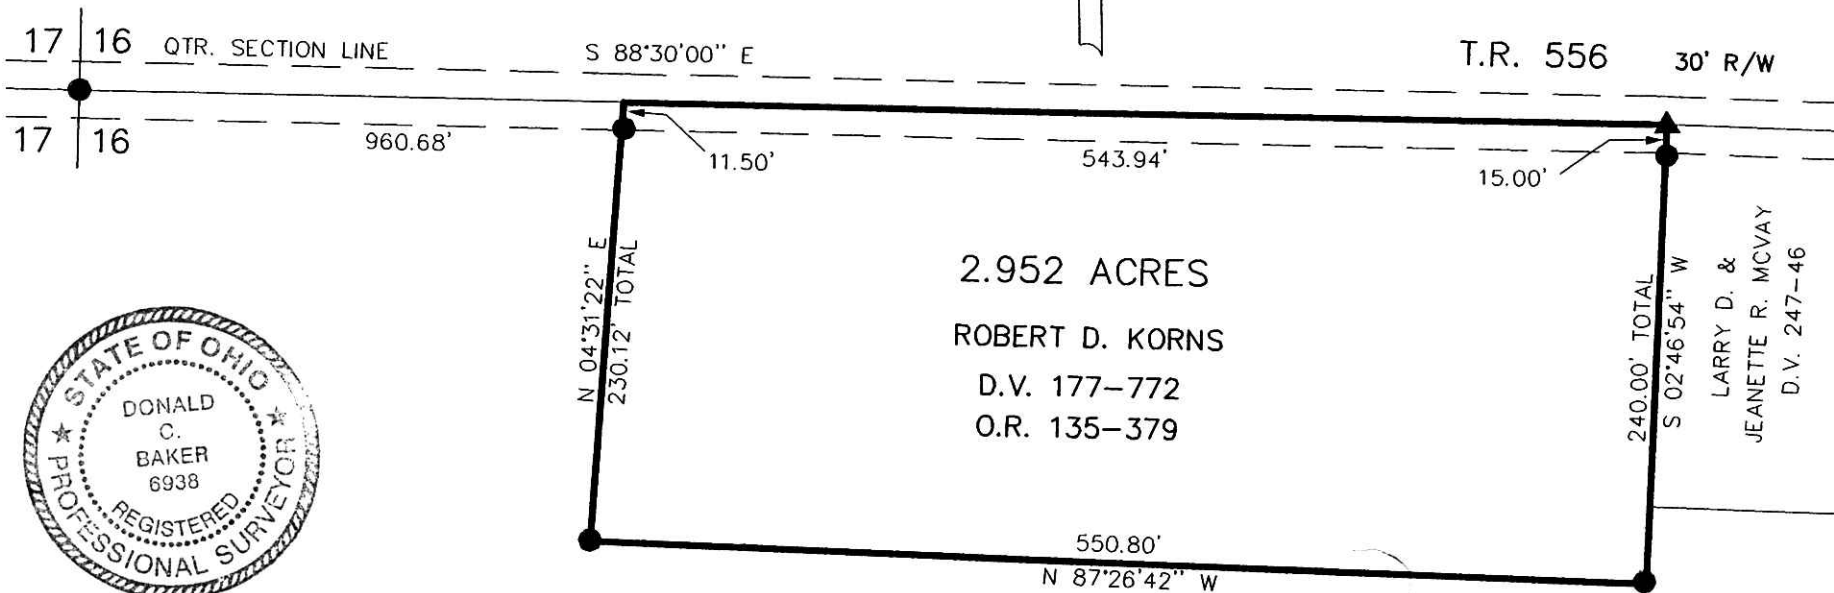 17 16 QTR. SECTION LINE
S 88°30'00" E
T.R. 556
30' R/W
17 16
960.68'
11.50'
543.94'
15.00'
N 04°31'22" E
230.12' TOTAL
2.952 ACRES
ROBERT D. KORNS
D.V. 177-772
O.R. 135-379
240.00' TOTAL
S 02°46'54" W
LARRY D. &
JEANETTE R. MCVAY
D.V. 247-46
STATE OF OHIO
DONALD
C.
BAKER
6938
REGISTERED
PROFESSIONAL SURVEYOR
550.80'
N 87°26'42" W